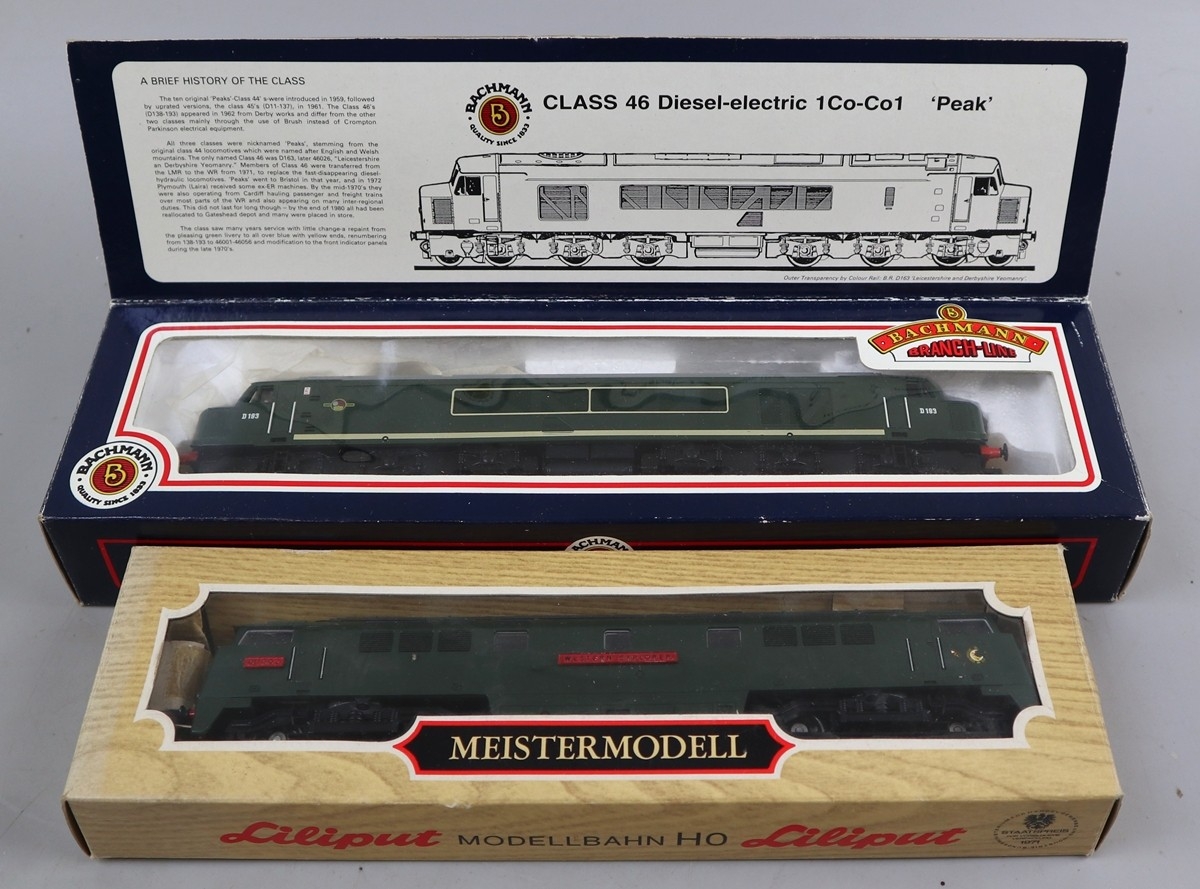 A BRIEF HISTORY OF THE CLASS
The ten original 'Peaks'-Class 44' s-were introduced in 1959, followed
by uprated versions, the class 45's (D11-137), in 1961. The Class 46's
(D138-193) appeared in 1962 from Derby works and differ from the other
two classes mainly through the use of Brush instead of Crompton
Parkinson electrical equipment.
All three classes were nicknamed 'Peaks', stemming from the
original class 44 locomotives which were named after English and Welsh
mountains. The only named Class 46 was D163, later 46026, "Leicestershire
an Derbyshire Yeomanry." Members of Class 46 were transferred from
the LMR to the WR from 1971, to replace the fast-disappearing diesel-
hydraulic locomotives. 'Peaks' went to Bristol in that year, and in 1972
Plymouth (Laira) received some ex-ER machines. By the mid-1970's they
were also operating from Cardiff hauling passenger and freight trains
over most parts of the WR and also appearing on many inter-regional
duties. This did not last for long though – by the end of 1980 all had been
reallocated to Gateshead depot and many were placed in store.
The class saw many years service with little change-a repaint from
the pleasing green livery to all over blue with yellow ends, renumbering
from 138-193 to 46001-46056 and modification to the front indicator panels
during the late 1970's.
BACHMANN
QUALITY SINCE 1833
CLASS 46 Diesel-electric 1Co-Co1 'Peak'
Outer Transparency by Colour Rail: B.R. D163 'Leicestershire and Derbyshire Yeomanry'.
BACHMANN
BRANCH-LINE
D 193
D 193
BACHMANN
QUALITY SINCE 1833
BACHMANN
MEISTERMODELL
Liliput MODELLBAHN HO Liliput
STAATSPREIS
1971